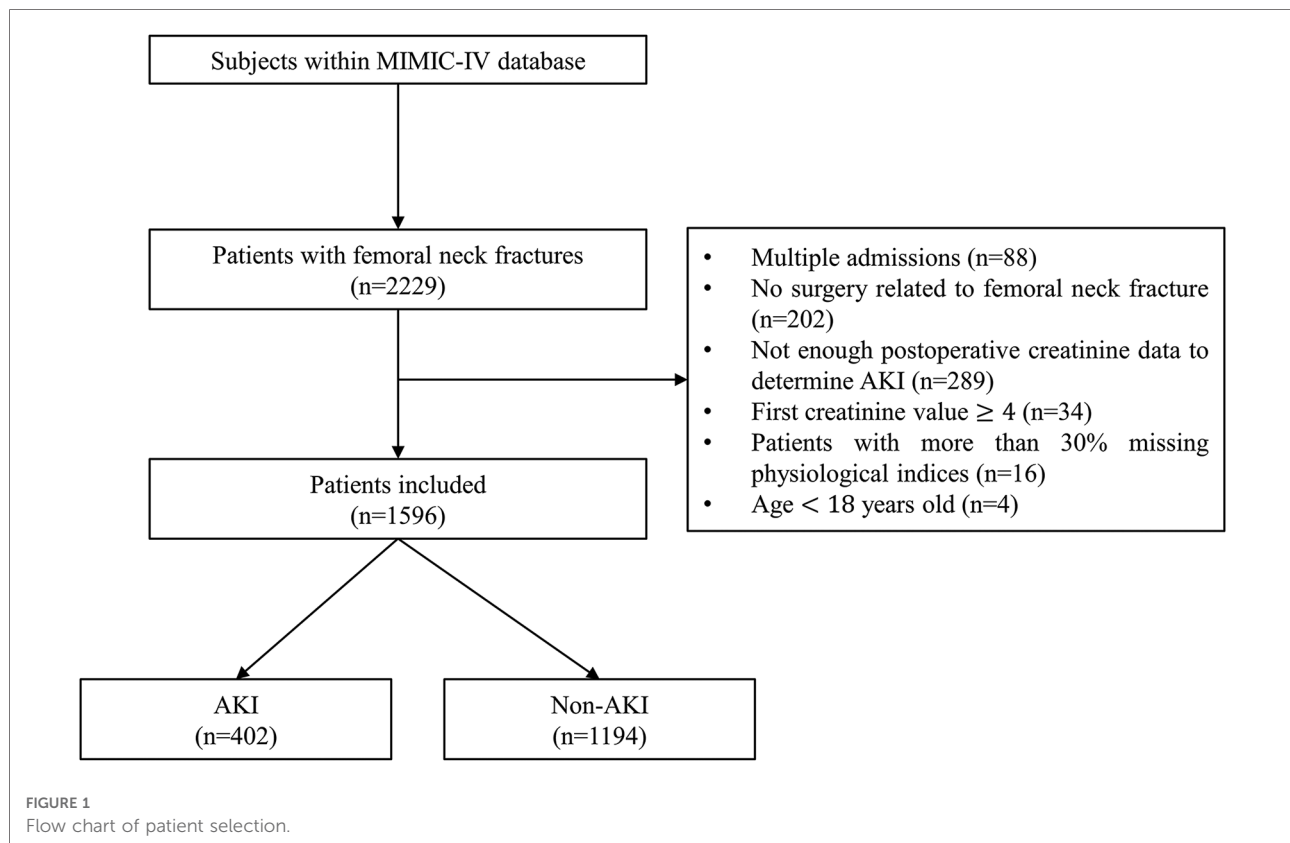 Subjects within MIMIC-IV database
Patients with femoral neck fractures
(n=2229)
• Multiple admissions (n=88)
• No surgery related to femoral neck fracture
(n=202)
• Not enough postoperative creatinine data to
determine AKI (n=289)
• First creatinine value ≥ 4 (n=34)
• Patients with more than 30% missing
physiological indices (n=16)
• Age < 18 years old (n=4)
Patients included
(n=1596)
AKI
(n=402)
Non-AKI
(n=1194)
FIGURE 1
Flow chart of patient selection.